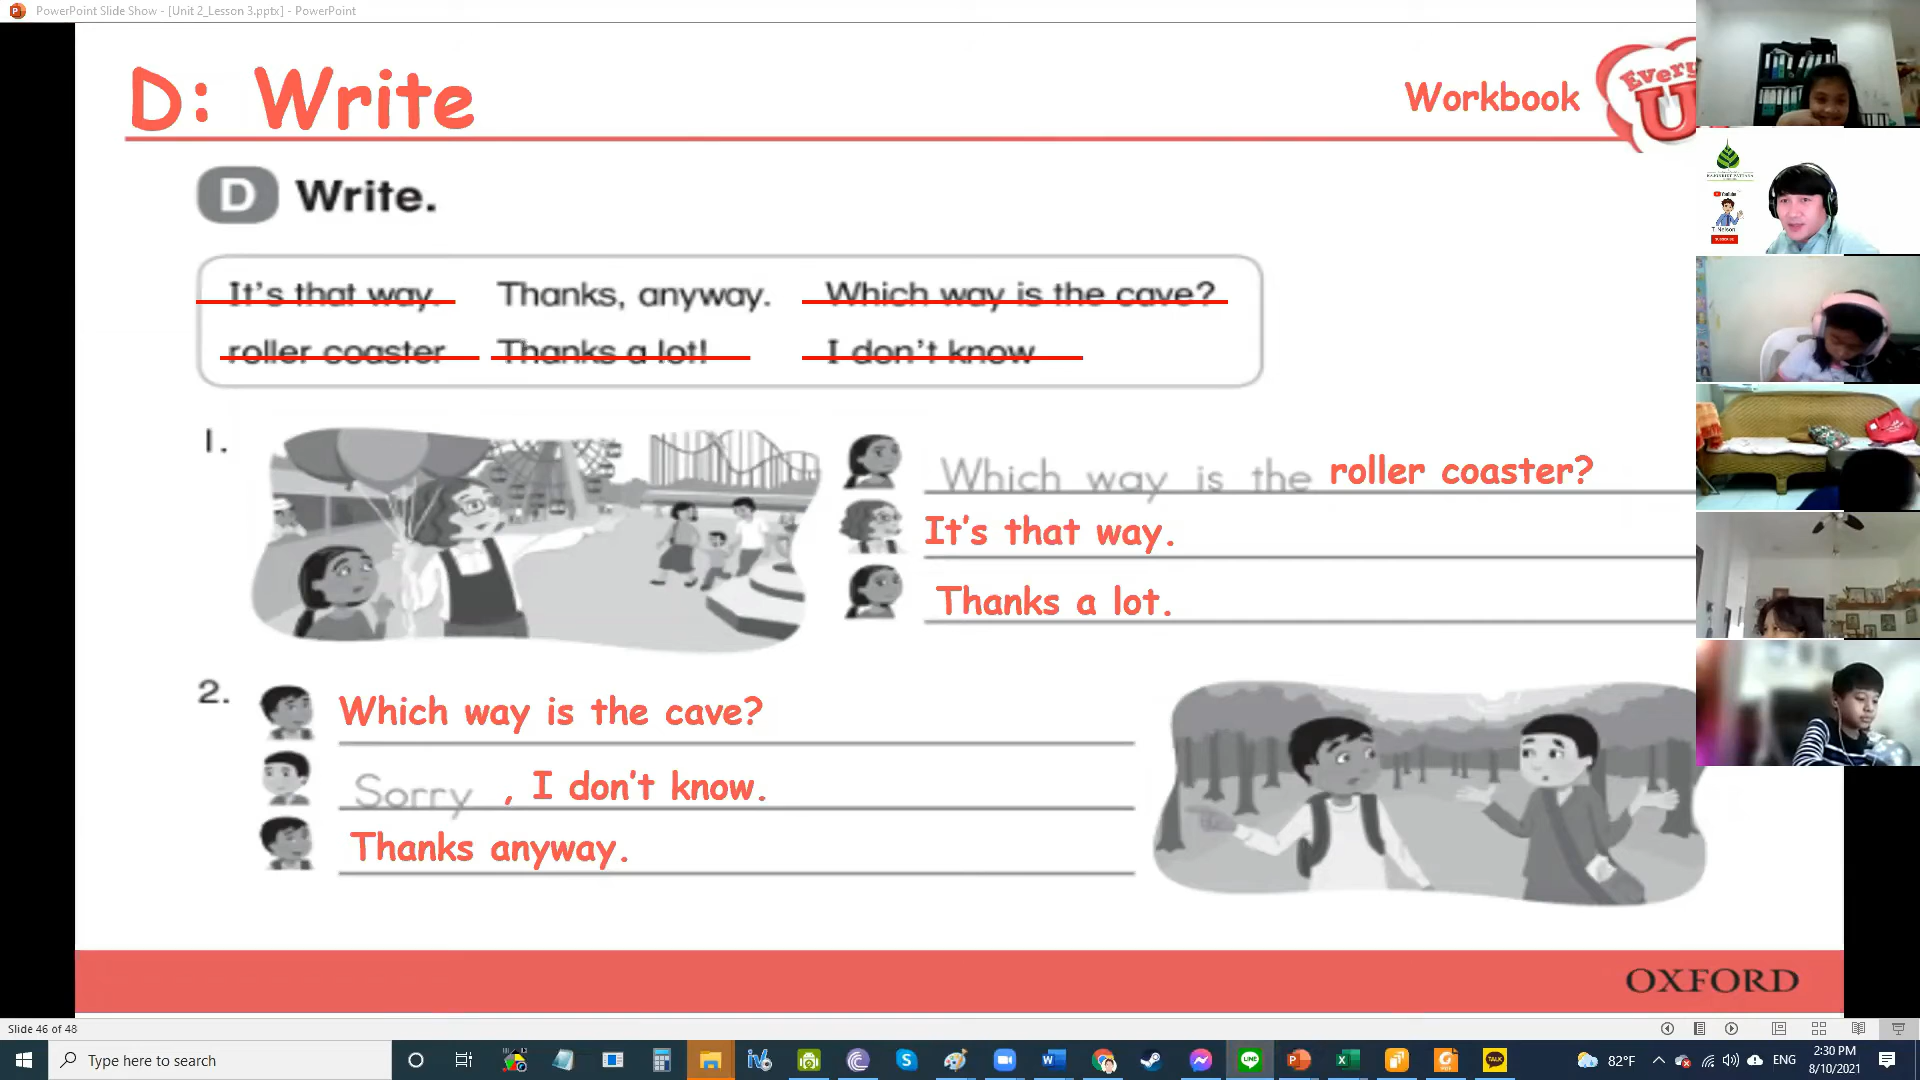 PowerPoint Slide Show - [Unit 2_Lesson 3.pptx] - PowerPoint
D: Write
Workbook
Every
U
D Write.
It's that way. Thanks, anyway. Which way is the cave?
roller coaster Thanks a lot! I don't know
1.
Which way is the roller coaster?
It's that way.
Thanks a lot.
2.
Which way is the cave?
Sorry , I don't know.
Thanks anyway.
OXFORD
YouTube
T. Nelson
SUBSCRIBE
Slide 46 of 48
Type here to search
82°F
ENG
2:30 PM
8/10/2021